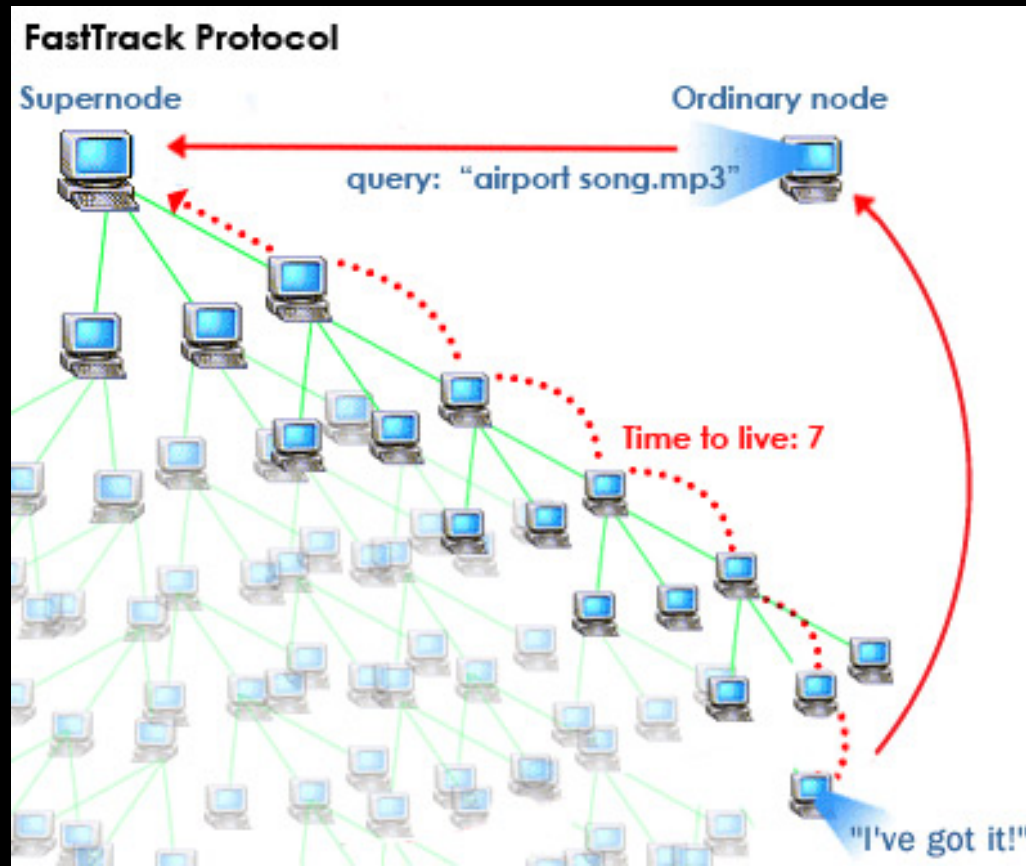 FastTrack Protocol
Supernode
Ordinary node
query: “airport song.mp3”
Time to live: 7
"I've got it!"